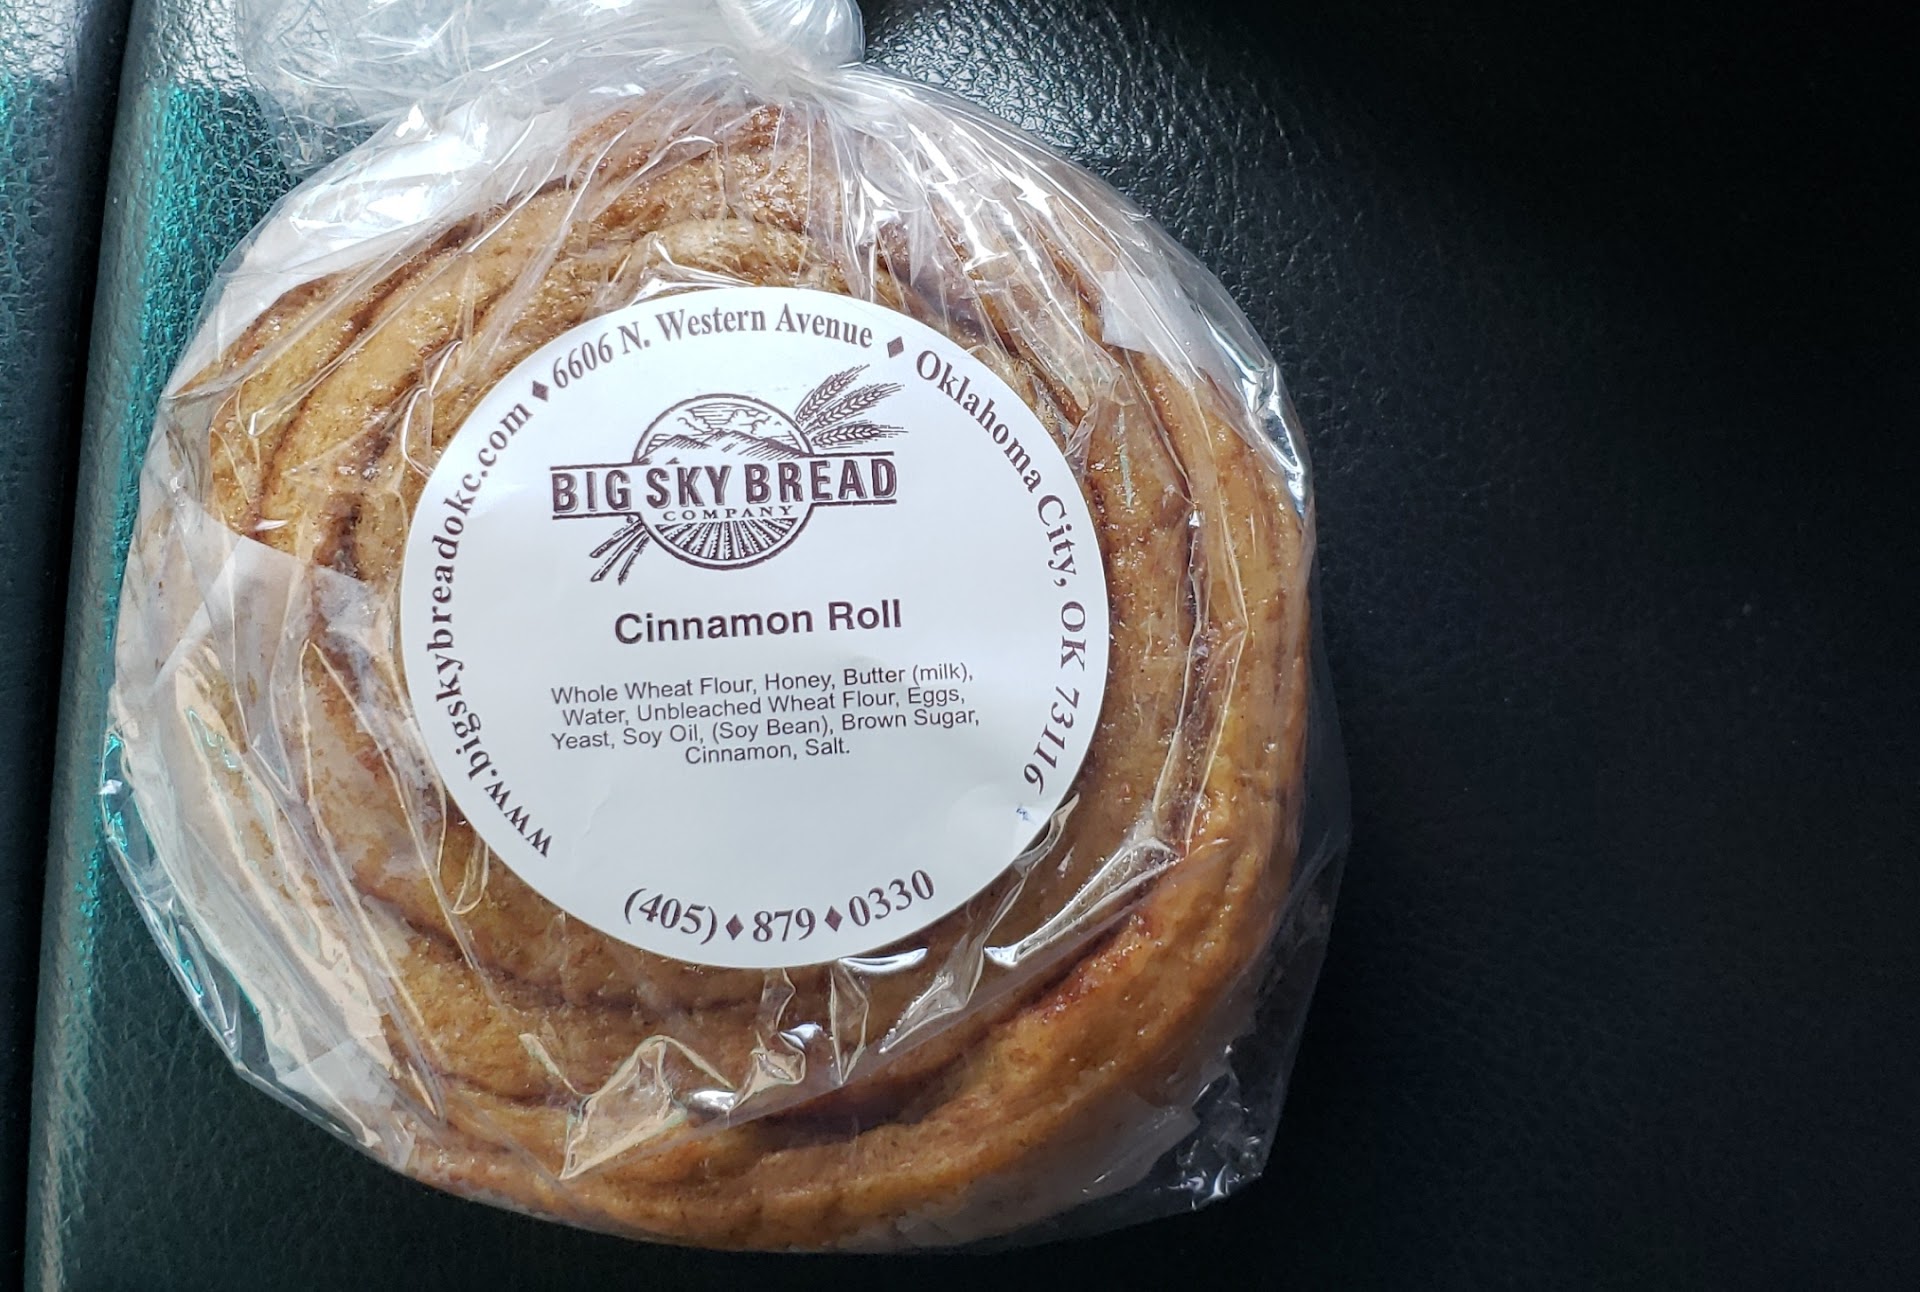 www.bigskybreadokc.com ♦ 6606 N. Western Avenue ♦ Oklahoma City, OK 73116
BIG SKY BREAD
COMPANY
Cinnamon Roll
Whole Wheat Flour, Honey, Butter (milk),
Water, Unbleached Wheat Flour, Eggs,
Yeast, Soy Oil, (Soy Bean), Brown Sugar,
Cinnamon, Salt.
(405)♦879♦0330